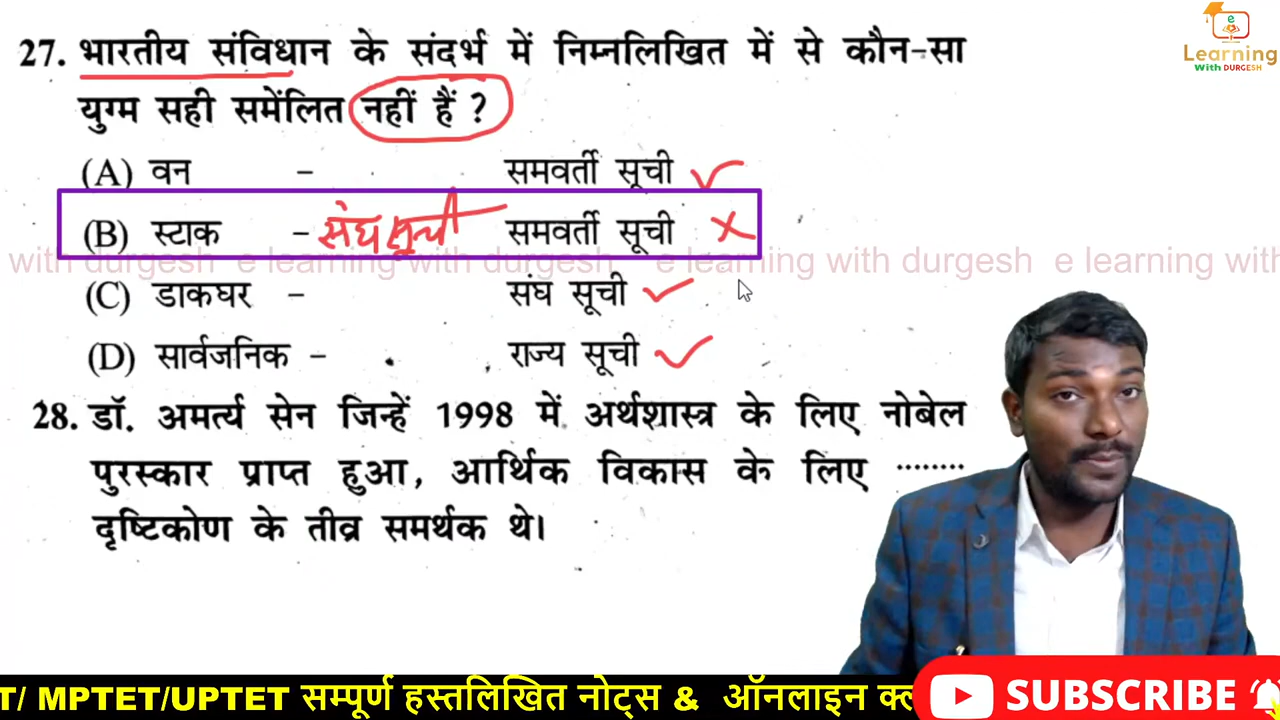 e
Learning
With DURGESH
27. भारतीय संविधान के संदर्भ में निम्नलिखित में से कौन-सा
युग्म सही समेंलित नहीं हैं ?
(A) वन – समवर्ती सूची
(B) स्टाक – संघ सूची समवर्ती सूची
with durgesh e learning with durgesh e learning with durgesh e learning with
(C) डाकघर – संघ सूची
(D) सार्वजनिक – राज्य सूची
28. डॉ. अमर्त्य सेन जिन्हें 1998 में अर्थशास्त्र के लिए नोबेल
पुरस्कार प्राप्त हुआ, आर्थिक विकास के लिए ........
दृष्टिकोण के तीव्र समर्थक थे।
T/ MPTET/UPTET सम्पूर्ण हस्तलिखित नोट्स & ऑनलाइन क्ल
SUBSCRIBE